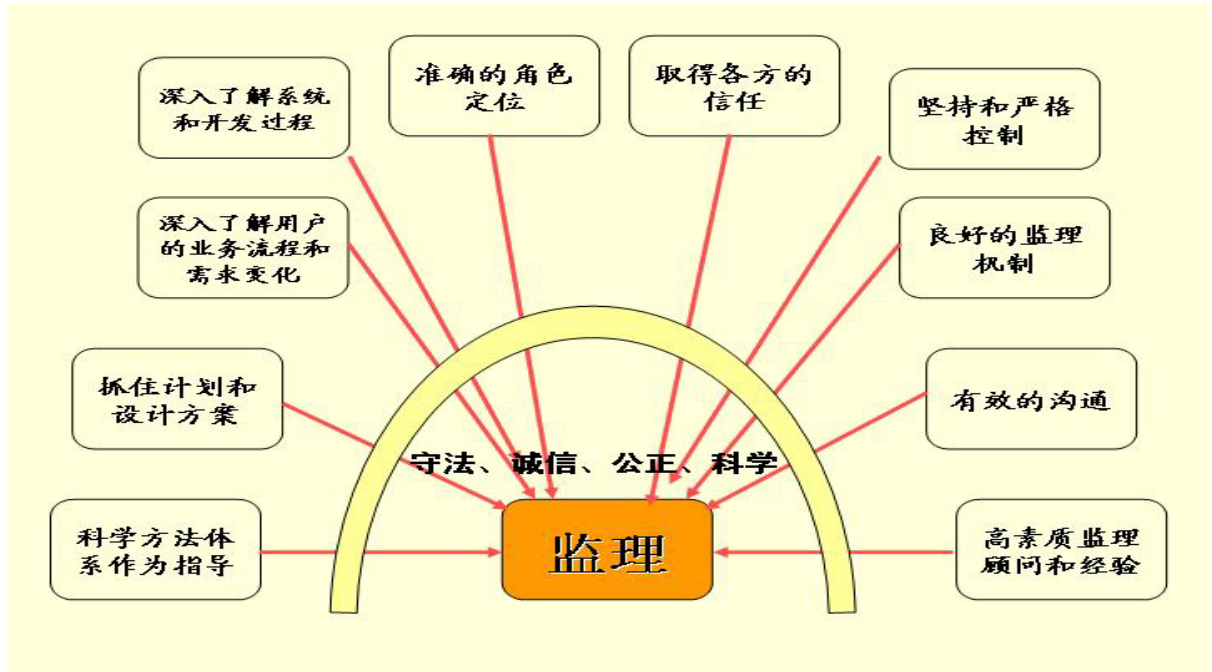 准确的角色
定位
取得各方的
信任
深入了解系统
和开发过程
坚持和严格
控制
深入了解用户
的业务流程和
需求变化
良好的监理
机制
抓住计划和
设计方案
有效的沟通
守法、诚信、公正、科学
科学方法体
系作为指导
监理
高素质监理
顾问和经验